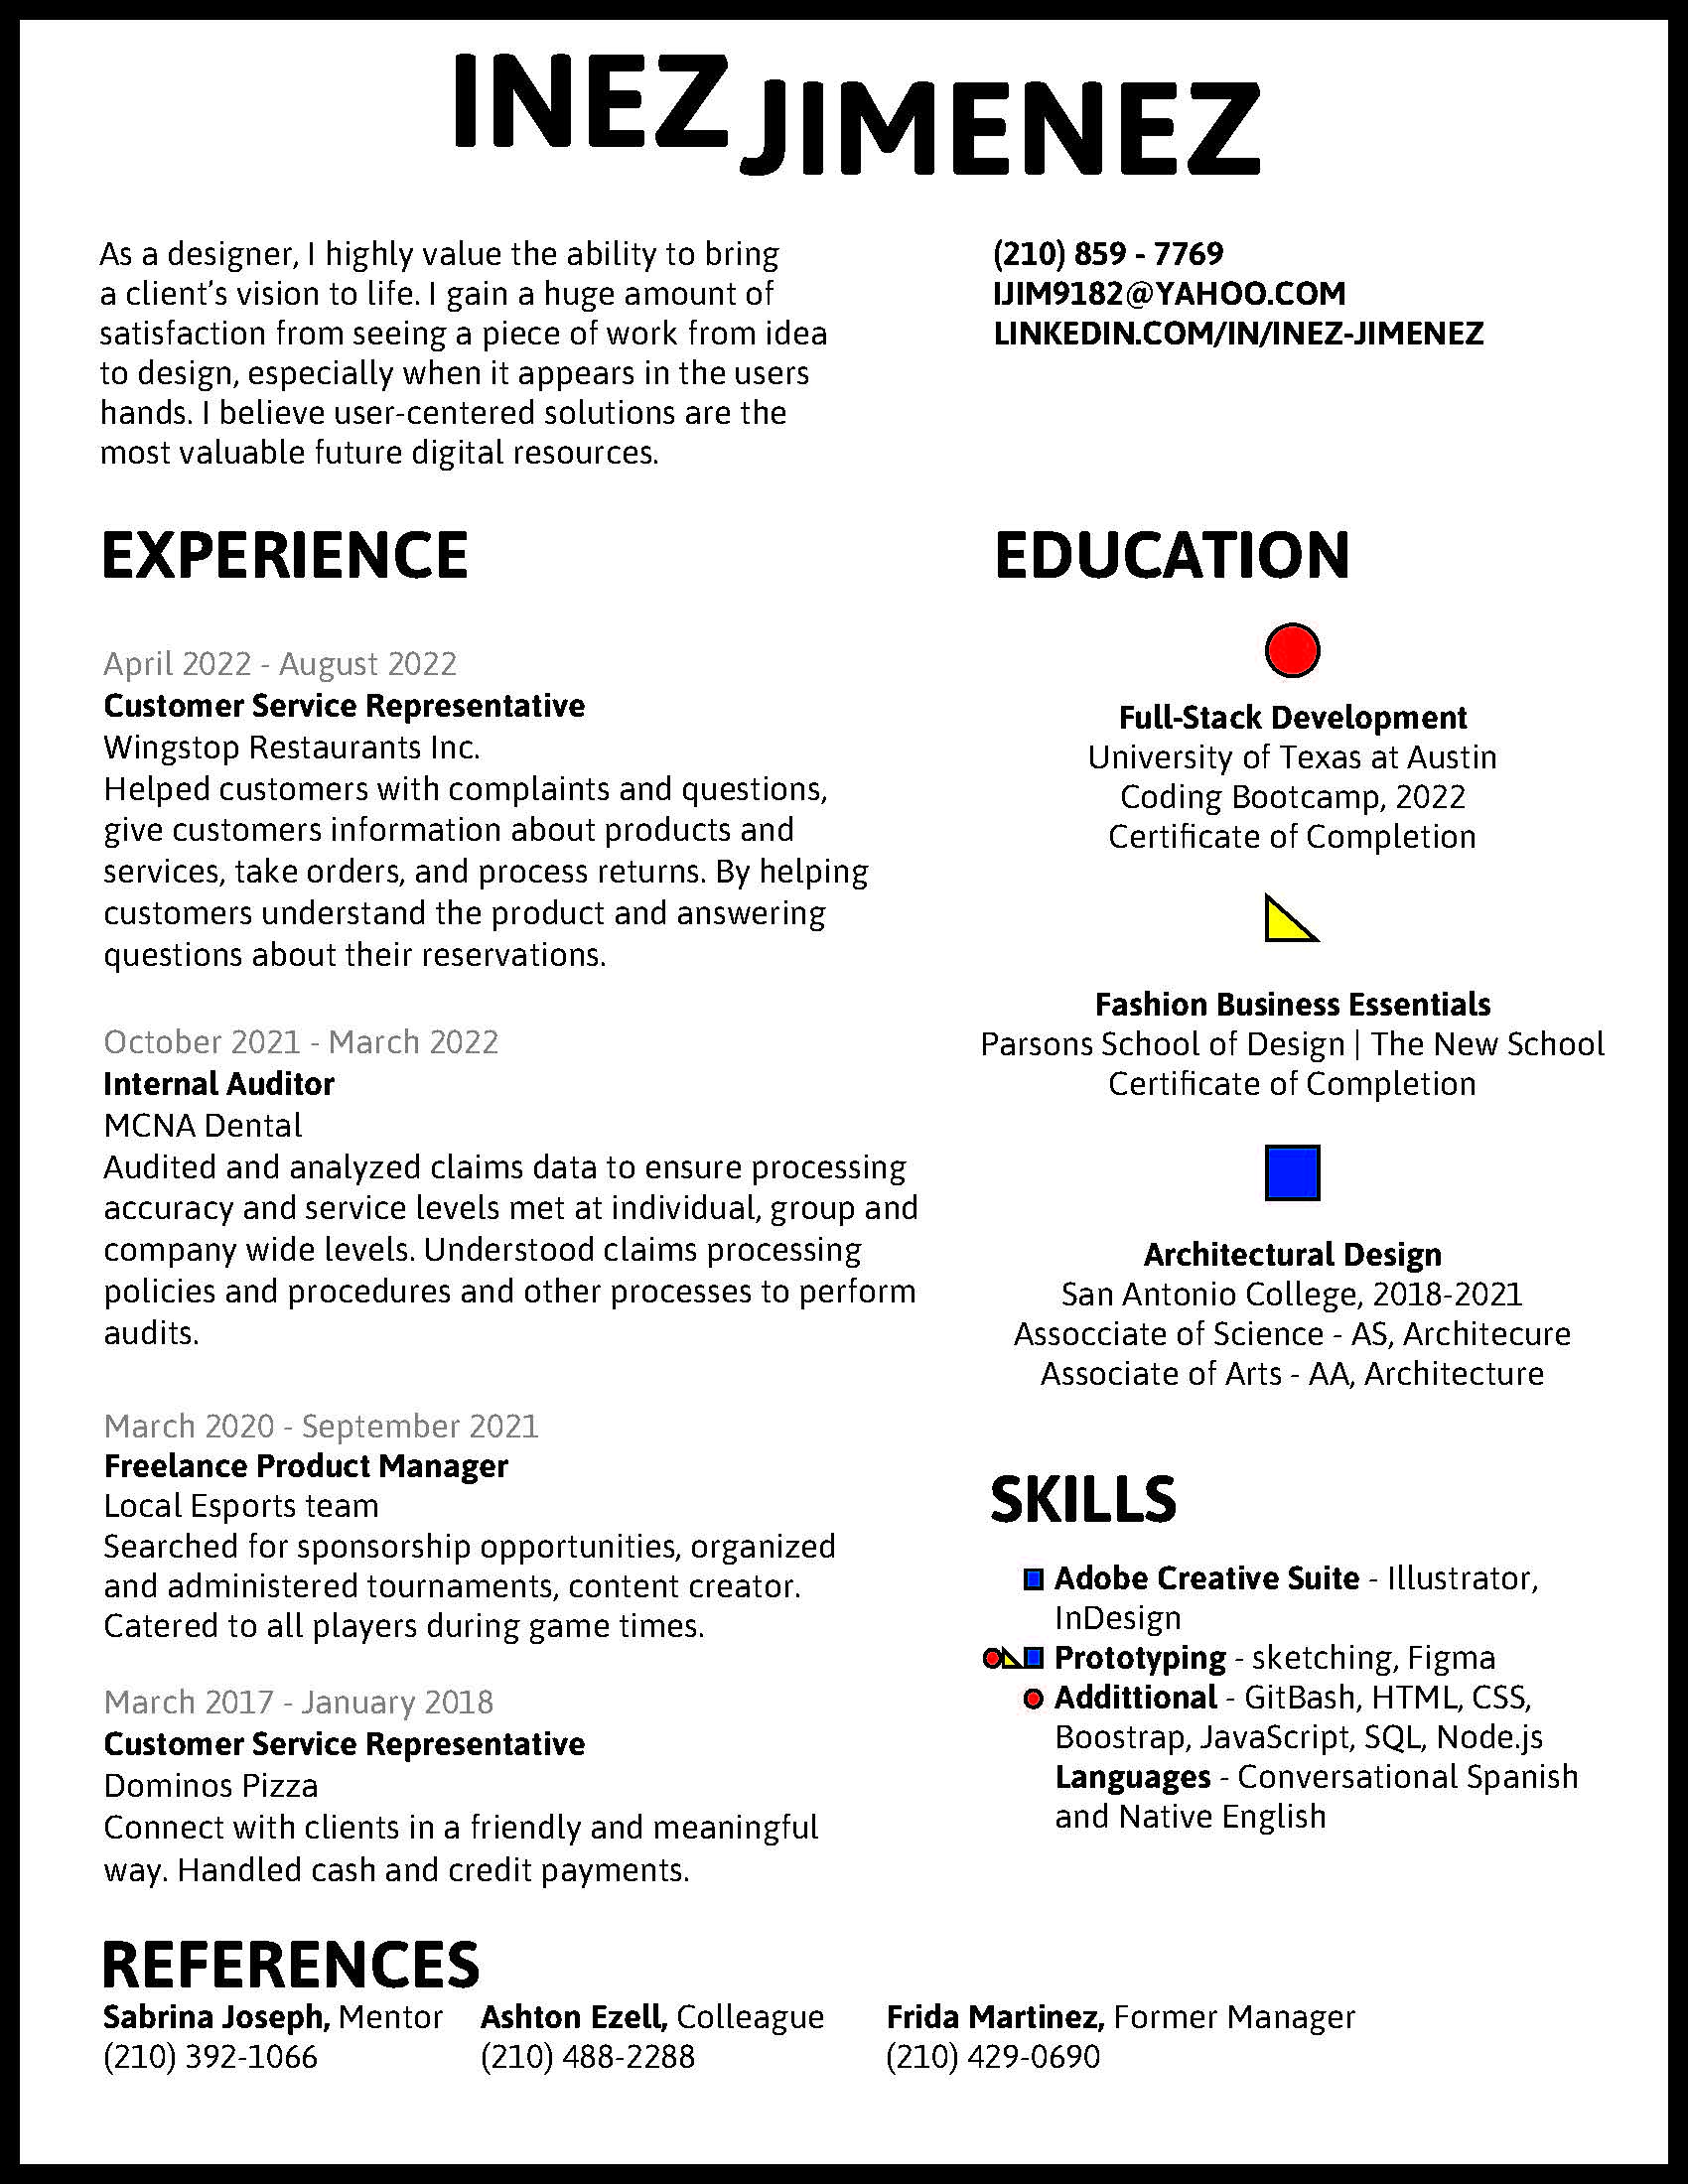 INEZ JIMENEZ
As a designer, I highly value the ability to bring
a client's vision to life. I gain a huge amount of
satisfaction from seeing a piece of work from idea
to design, especially when it appears in the users
hands. I believe user-centered solutions are the
most valuable future digital resources.
(210) 859 - 7769
IJIM9182@YAHOO.COM
LINKEDIN.COM/IN/INEZ-JIMENEZ
EXPERIENCE
April 2022 - August 2022
Customer Service Representative
Wingstop Restaurants Inc.
Helped customers with complaints and questions,
give customers information about products and
services, take orders, and process returns. By helping
customers understand the product and answering
questions about their reservations.
October 2021 - March 2022
Internal Auditor
MCNA Dental
Audited and analyzed claims data to ensure processing
accuracy and service levels met at individual, group and
company wide levels. Understood claims processing
policies and procedures and other processes to perform
audits.
March 2020 - September 2021
Freelance Product Manager
Local Esports team
Searched for sponsorship opportunities, organized
and administered tournaments, content creator.
Catered to all players during game times.
March 2017 - January 2018
Customer Service Representative
Dominos Pizza
Connect with clients in a friendly and meaningful
way. Handled cash and credit payments.
EDUCATION
Full-Stack Development
University of Texas at Austin
Coding Bootcamp, 2022
Certificate of Completion
Fashion Business Essentials
Parsons School of Design | The New School
Certificate of Completion
Architectural Design
San Antonio College, 2018-2021
Assocciate of Science - AS, Architecure
Associate of Arts - AA, Architecture
SKILLS
Adobe Creative Suite - Illustrator,
InDesign
Prototyping - sketching, Figma
Addittional - GitBash, HTML, CSS,
Boostrap, JavaScript, SQL, Node.js
Languages - Conversational Spanish
and Native English
REFERENCES
Sabrina Joseph, Mentor
(210) 392-1066
Ashton Ezell, Colleague
(210) 488-2288
Frida Martinez, Former Manager
(210) 429-0690